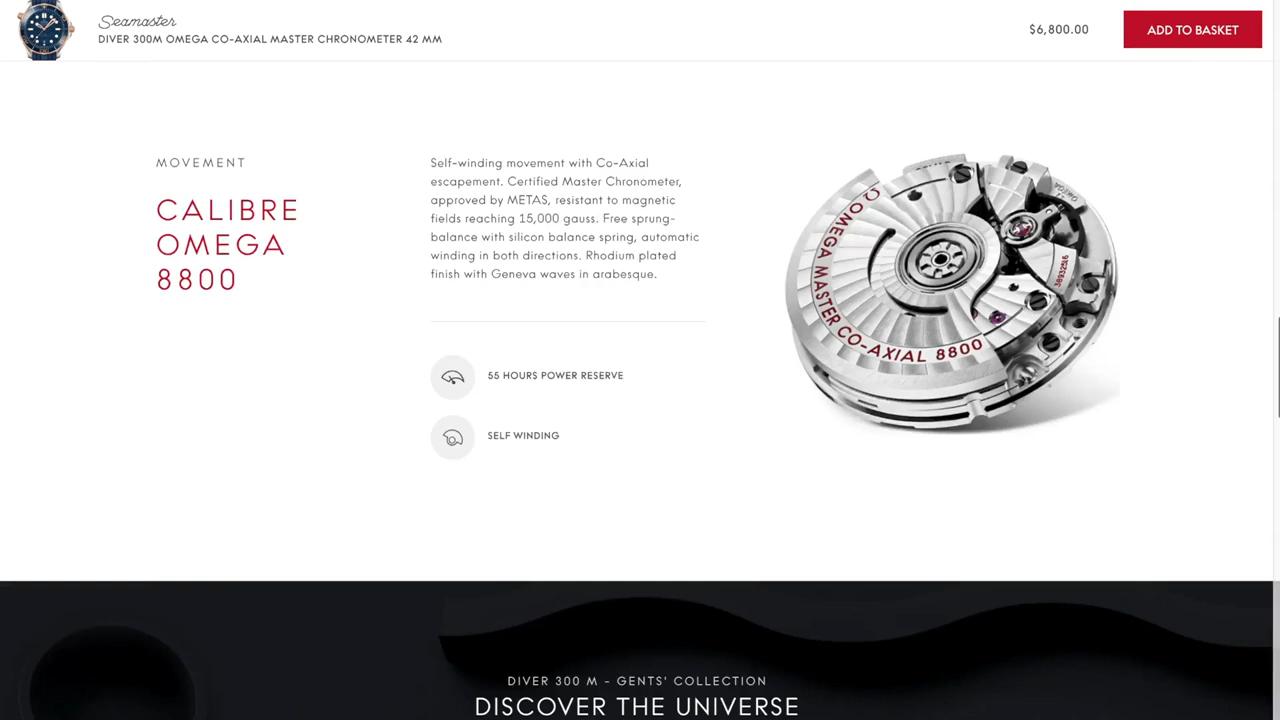 Seamaster
DIVER 300M OMEGA CO-AXIAL MASTER CHRONOMETER 42 MM
$6,800.00
ADD TO BASKET
MOVEMENT
CALIBRE
OMEGA
8800
Self-winding movement with Co-Axial
escapement. Certified Master Chronometer,
approved by METAS, resistant to magnetic
fields reaching 15,000 gauss. Free sprung-
balance with silicon balance spring, automatic
winding in both directions. Rhodium plated
finish with Geneva waves in arabesque.
55 HOURS POWER RESERVE
SELF WINDING
Ω OMEGA MASTER CO-AXIAL 8800
DIVER 300 M - GENTS' COLLECTION
DISCOVER THE UNIVERSE